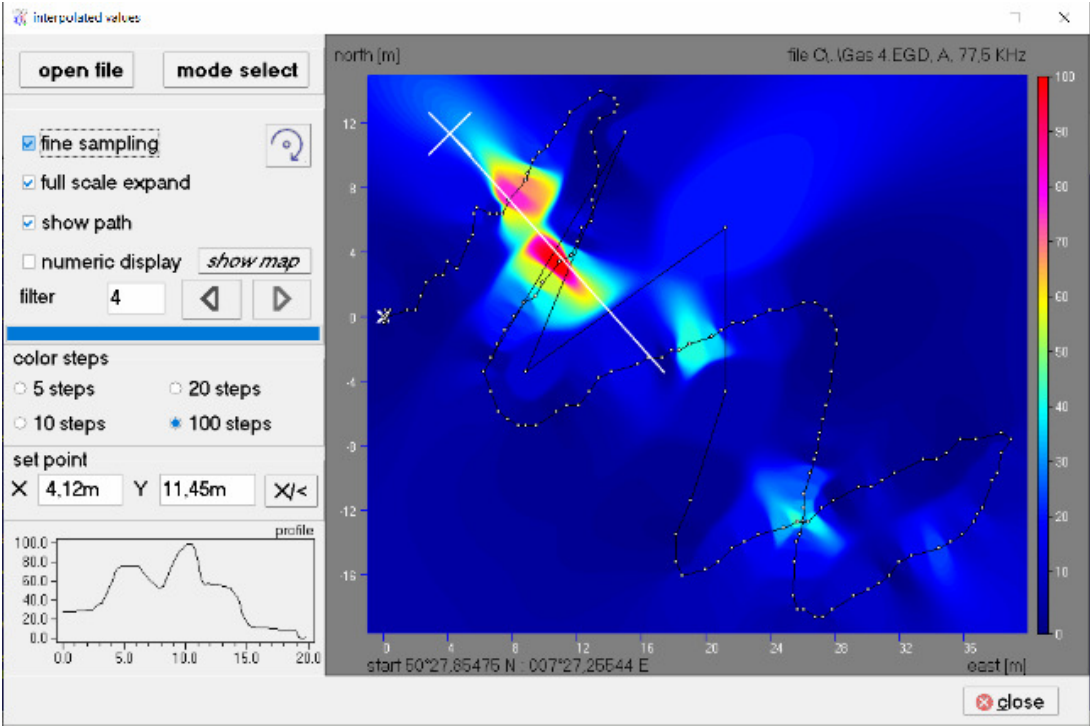 interpolated values
open file mode select
fine sampling
full scale expand
show path
numeric display show map
filter 4
color steps
5 steps 20 steps
10 steps 100 steps
set point
X 4,12m Y 11,45m X/<
profile
100.0
80.0
60.0
40.0
20.0
0.0
0.0 5.0 10.0 15.0 20.0
north [m] file C\..\Gas 4.EGD, A, 77,5 KHz
12
8
4
0
-4
-8
-12
-16
0 4 8 12 16 20 24 28 32 36
start 50°27,85475 N : 007°27,25544 E east [m]
100
90
80
70
60
50
40
30
20
10
0
close